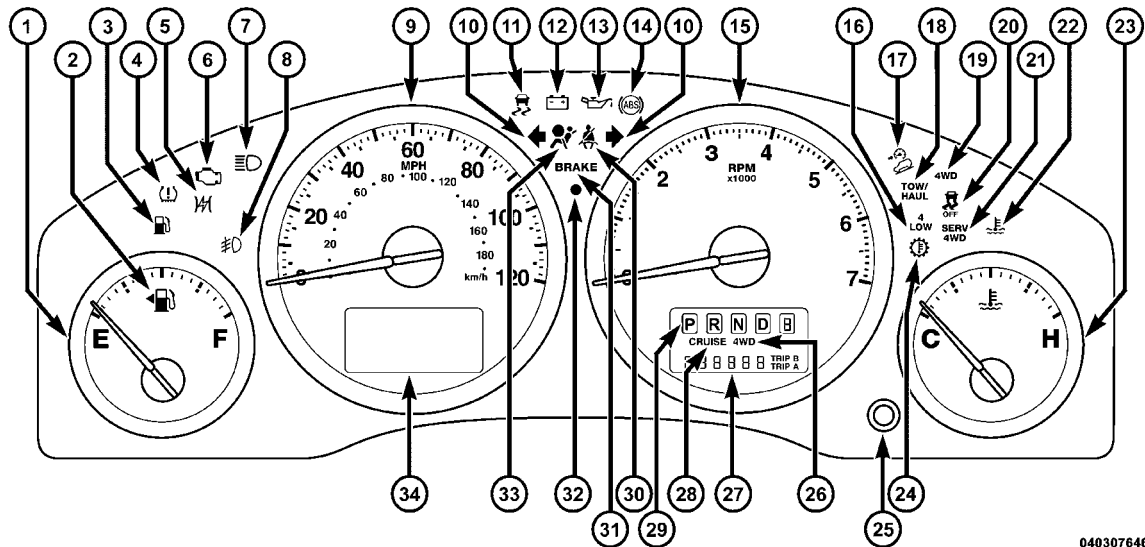 1 3 5 7 9 10 11 12 13 14 10 15 16 18 20 22 23
2 4 6 8 17 19 21
ABS
BRAKE
20 40 60 80 100 120
MPH
20 40 60 80 100 120 140 160 180
km/h
2 3 4 5 6 7
RPM
x1000
4WD
TOW/
HAUL
OFF
4
LOW
SERV
4WD
E F
P R N D 8
CRUISE 4WD
888888 TRIP B
TRIP A
C H
34 33 32 30 28 27 26 24
31
29 25